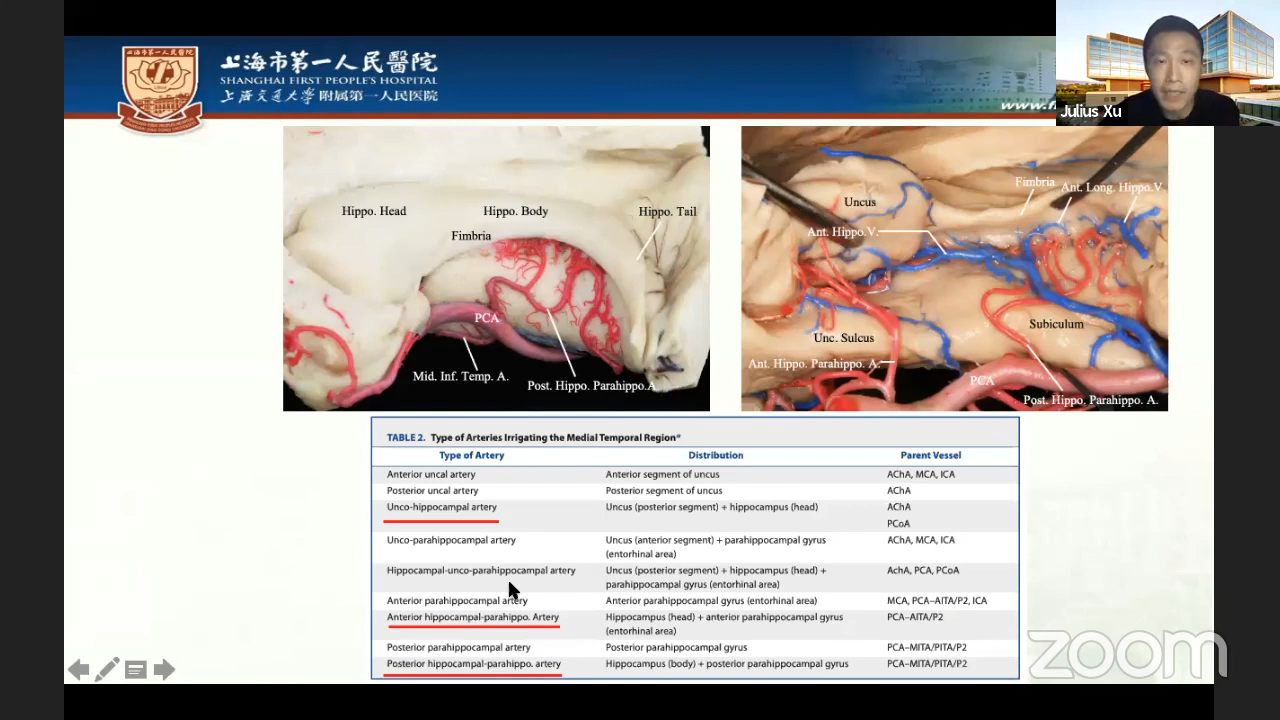 上海市第一人民醫院
SHANGHAI FIRST PEOPLE'S HOSPITAL
上海交通大学 附属第一人民医院
Julius Xu
Hippo. Head
Hippo. Body
Hippo. Tail
Fimbria
PCA
Mid. Inf. Temp. A.
Post. Hippo. Parahippo.A.
Fimbria
Ant. Long. Hippo.V.
Uncus
Ant. Hippo.V.
Subiculum
Unc. Sulcus
Ant. Hippo. Parahippo. A.
PCA
Post. Hippo. Parahippo. A.
TABLE 2. Type of Arteries Irrigating the Medial Temporal Region*
Type of Artery Distribution Parent Vessel
Anterior uncal artery Anterior segment of uncus AChA, MCA, ICA
Posterior uncal artery Posterior segment of uncus AChA
Unco-hippocampal artery Uncus (posterior segment) + hippocampus (head) AChA
PCoA
Unco-parahippocampal artery Uncus (anterior segment) + parahippocampal gyrus AChA, MCA, ICA
(entorhinal area)
Hippocampal-unco-parahippocampal artery Uncus (posterior segment) + hippocampus (head) + AchA, PCA, PCoA
parahippocampal gyrus (entorhinal area)
Anterior parahippocampal artery Anterior parahippocampal gyrus (entorhinal area) MCA, PCA–AITA/P2, ICA
Anterior hippocampal-parahippo. Artery Hippocampus (head) + anterior parahippocampal gyrus PCA–AITA/P2
(entorhinal area)
Posterior parahippocampal artery Posterior parahippocampal gyrus PCA–MITA/PITA/P2
Posterior hippocampal-parahippo. artery Hippocampus (body) + posterior parahippocampal gyrus PCA–MITA/PITA/P2
zoom